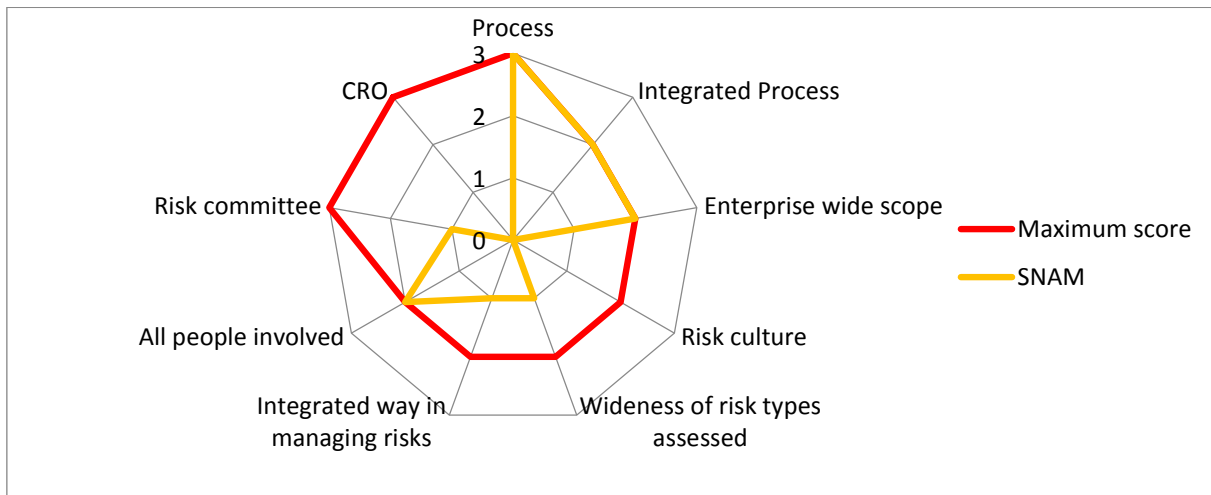 Process
3
CRO
Integrated Process
2
1
Risk committee
Enterprise wide scope
0
Maximum score
SNAM
All people involved
Risk culture
Integrated way in
managing risks
Wideness of risk types
assessed